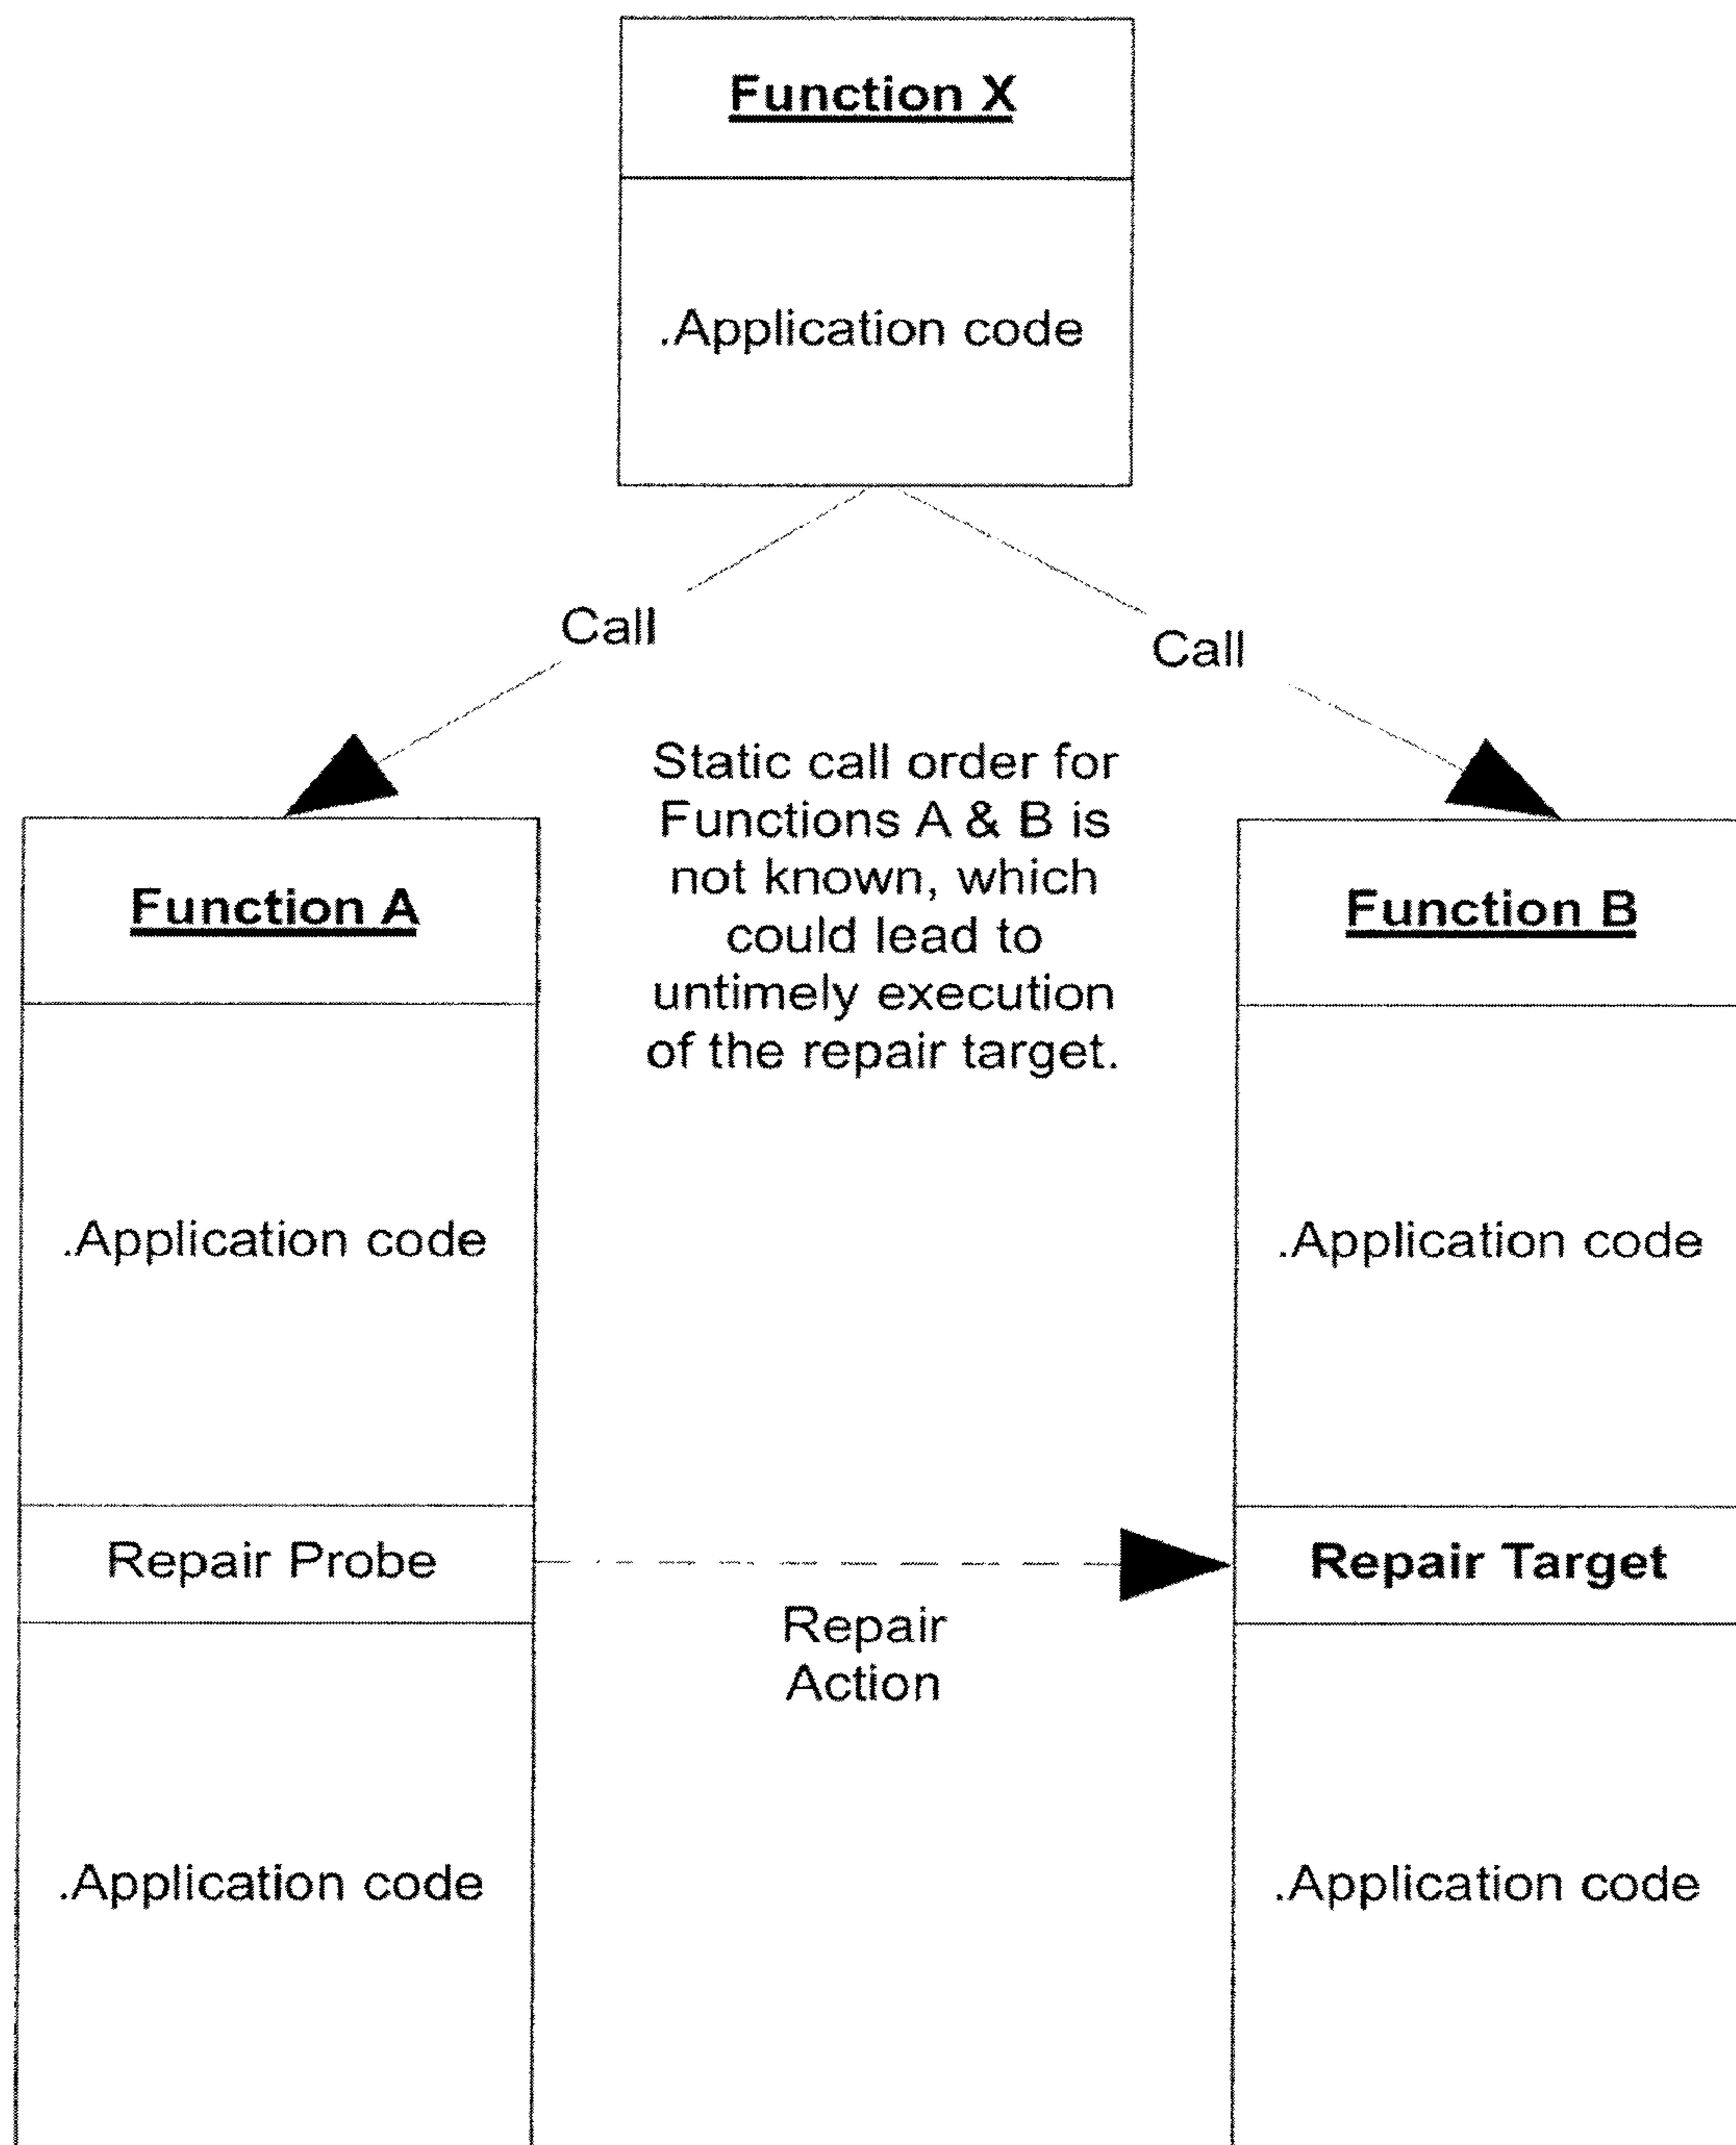 Function X
.Application code
Call
Call
Static call order for
Functions A & B is
not known, which
could lead to
untimely execution
of the repair target.
Function A
.Application code
Repair Probe
.Application code
Repair
Action
Function B
.Application code
Repair Target
.Application code